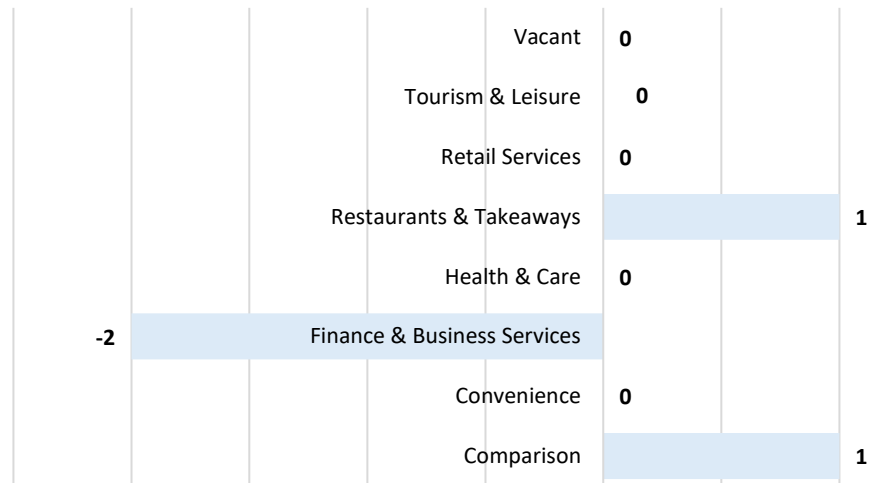 Vacant 0
Tourism & Leisure 0
Retail Services 0
Restaurants & Takeaways 1
Health & Care 0
-2 Finance & Business Services
Convenience 0
Comparison 1